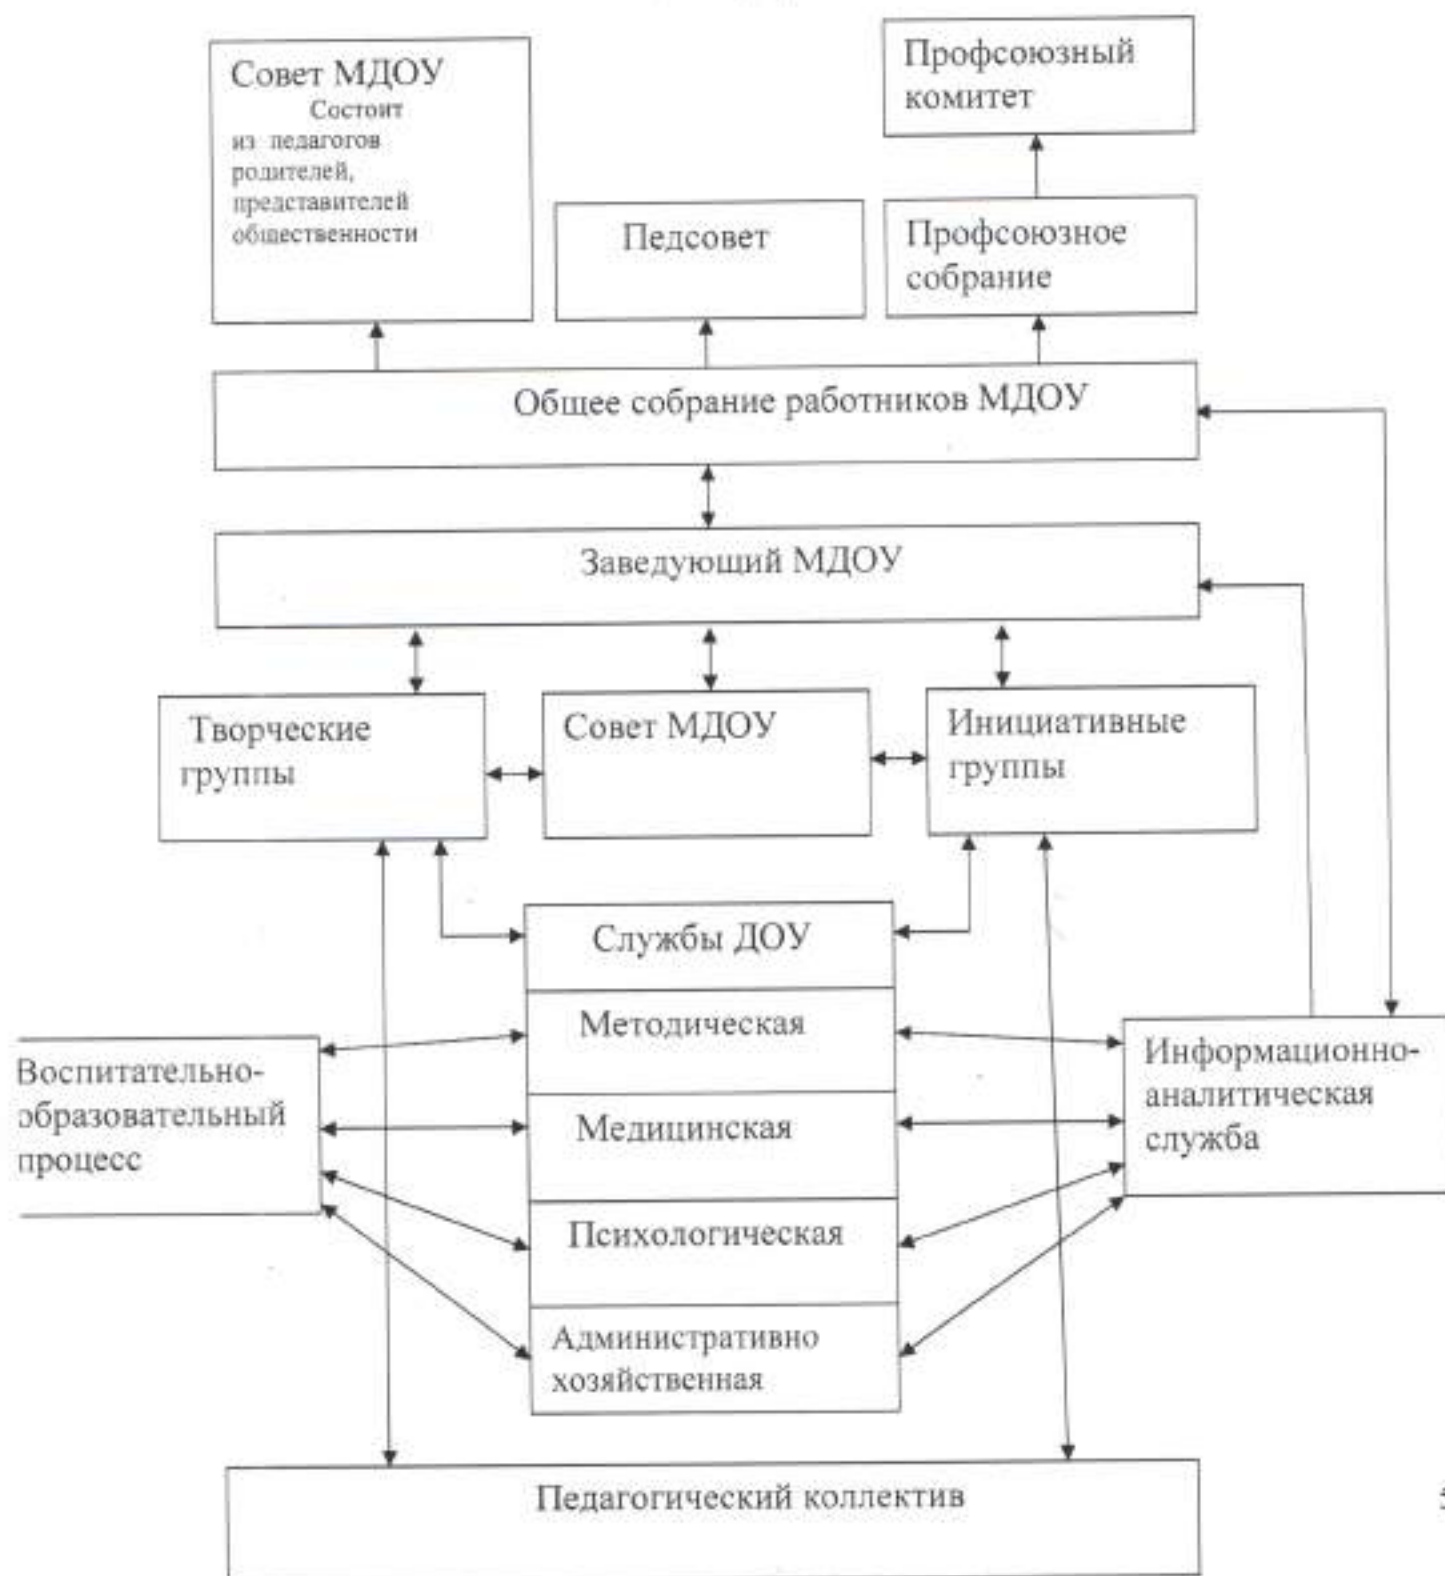 Совет МДОУ
Состоит
из педагогов
родителей,
представителей
общественности
Профсоюзный
комитет
Педсовет
Профсоюзное
собрание
Общее собрание работников МДОУ
Заведующий МДОУ
Творческие
группы
Совет МДОУ
Инициативные
группы
Службы ДОУ
Методическая
Медицинская
Психологическая
Административно
хозяйственная
Воспитательно-
образовательный
процесс
Информационно-
аналитическая
служба
Педагогический коллектив